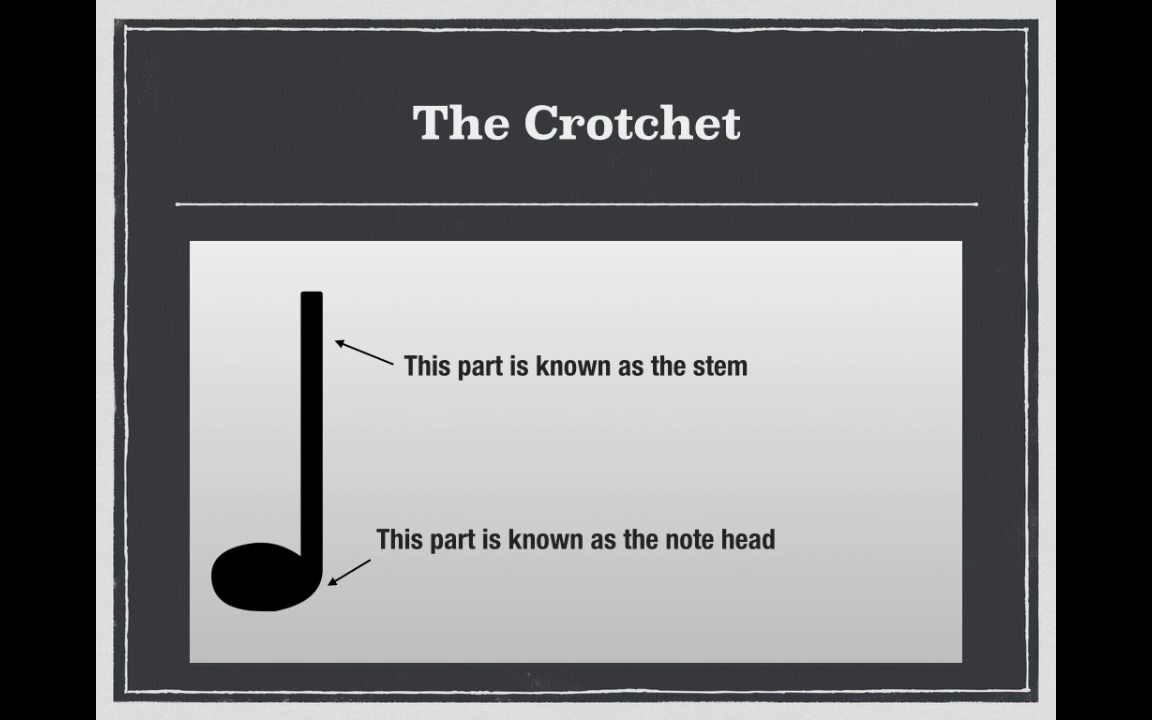 The Crotchet
This part is known as the stem
This part is known as the note head